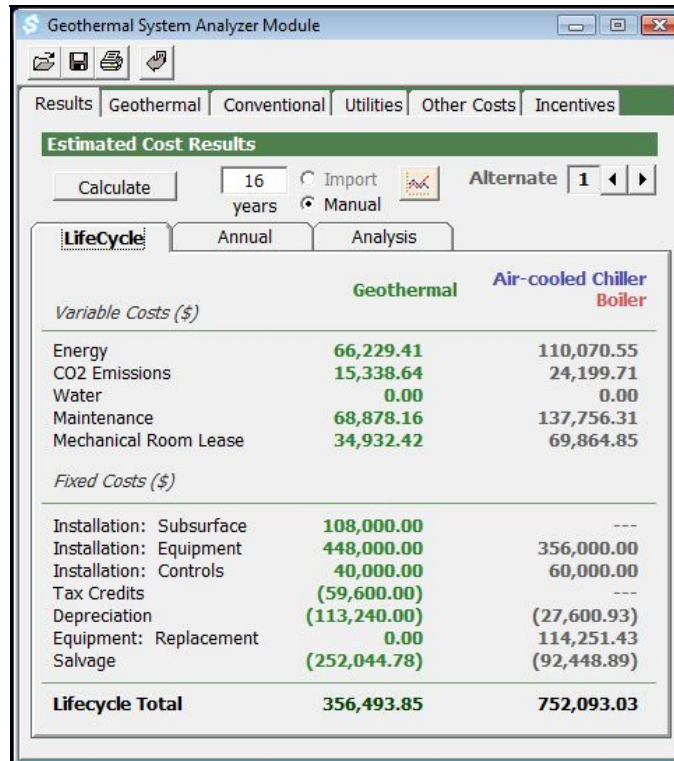 Geothermal System Analyzer Module
Results Geothermal Conventional Utilities Other Costs Incentives
Estimated Cost Results
Calculate 16 years Import Manual Alternate 1
LifeCycle Annual Analysis
Variable Costs ($) Geothermal Air-cooled Chiller Boiler
Energy 66,229.41 110,070.55
CO2 Emissions 15,338.64 24,199.71
Water 0.00 0.00
Maintenance 68,878.16 137,756.31
Mechanical Room Lease 34,932.42 69,864.85
Fixed Costs ($)
Installation: Subsurface 108,000.00 ---
Installation: Equipment 448,000.00 356,000.00
Installation: Controls 40,000.00 60,000.00
Tax Credits (59,600.00) ---
Depreciation (113,240.00) (27,600.93)
Equipment: Replacement 0.00 114,251.43
Salvage (252,044.78) (92,448.89)
Lifecycle Total 356,493.85 752,093.03